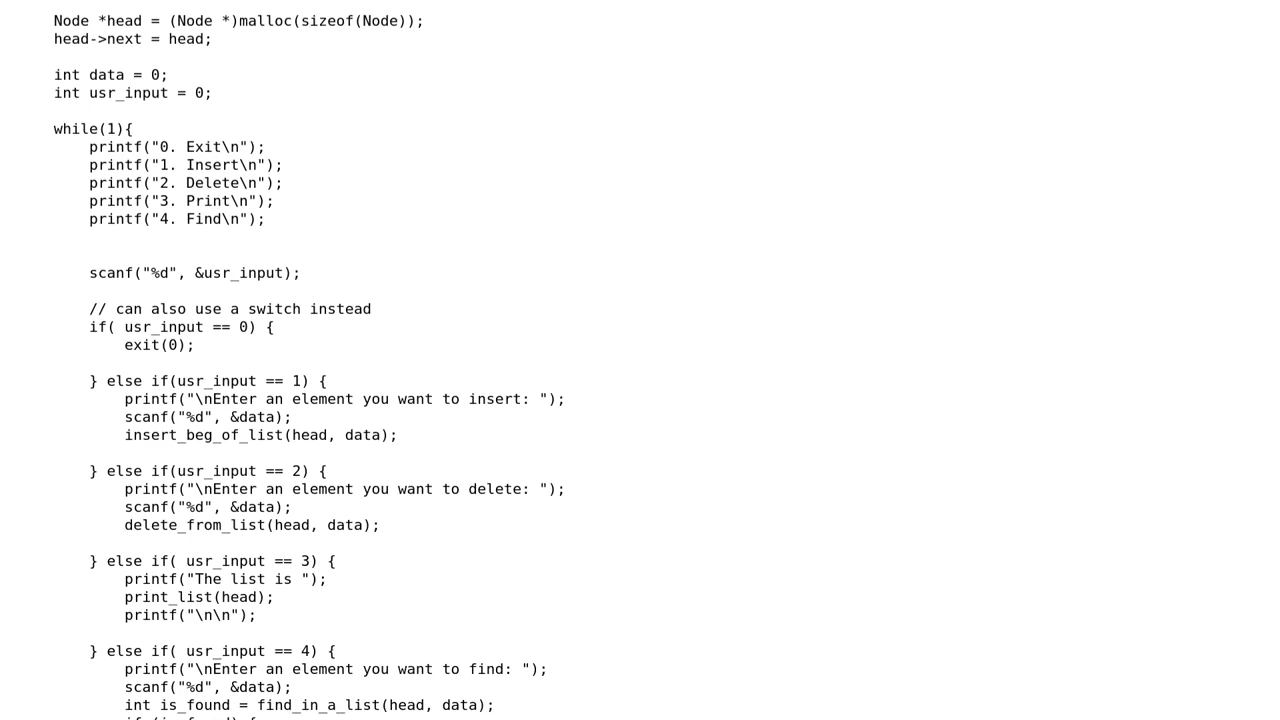 Node *head = (Node *)malloc(sizeof(Node));
head->next = head;

int data = 0;
int usr_input = 0;

while(1){
    printf("0. Exit\n");
    printf("1. Insert\n");
    printf("2. Delete\n");
    printf("3. Print\n");
    printf("4. Find\n");


    scanf("%d", &usr_input);

    // can also use a switch instead
    if( usr_input == 0) {
        exit(0);

    } else if(usr_input == 1) {
        printf("\nEnter an element you want to insert: ");
        scanf("%d", &data);
        insert_beg_of_list(head, data);

    } else if(usr_input == 2) {
        printf("\nEnter an element you want to delete: ");
        scanf("%d", &data);
        delete_from_list(head, data);

    } else if( usr_input == 3) {
        printf("The list is ");
        print_list(head);
        printf("\n\n");

    } else if( usr_input == 4) {
        printf("\nEnter an element you want to find: ");
        scanf("%d", &data);
        int is_found = find_in_a_list(head, data);